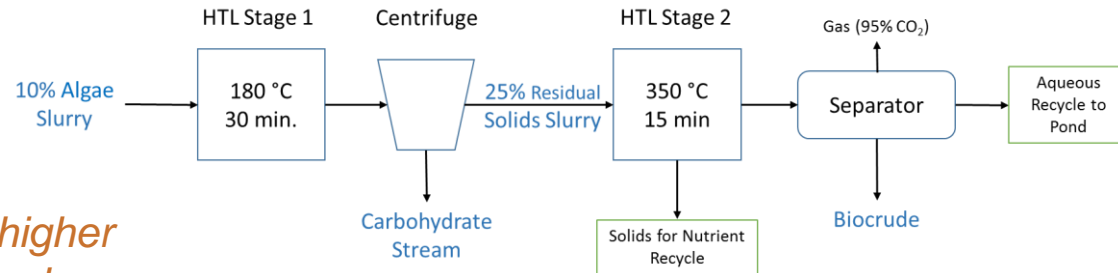 HTL Stage 1
Centrifuge
HTL Stage 2
Gas (95% CO₂)
10% Algae
Slurry
180 °C
30 min.
25% Residual
Solids Slurry
350 °C
15 min
Separator
Aqueous
Recycle to
Pond
higher
Carbohydrate
Stream
Solids for Nutrient
Recycle
Biocrude